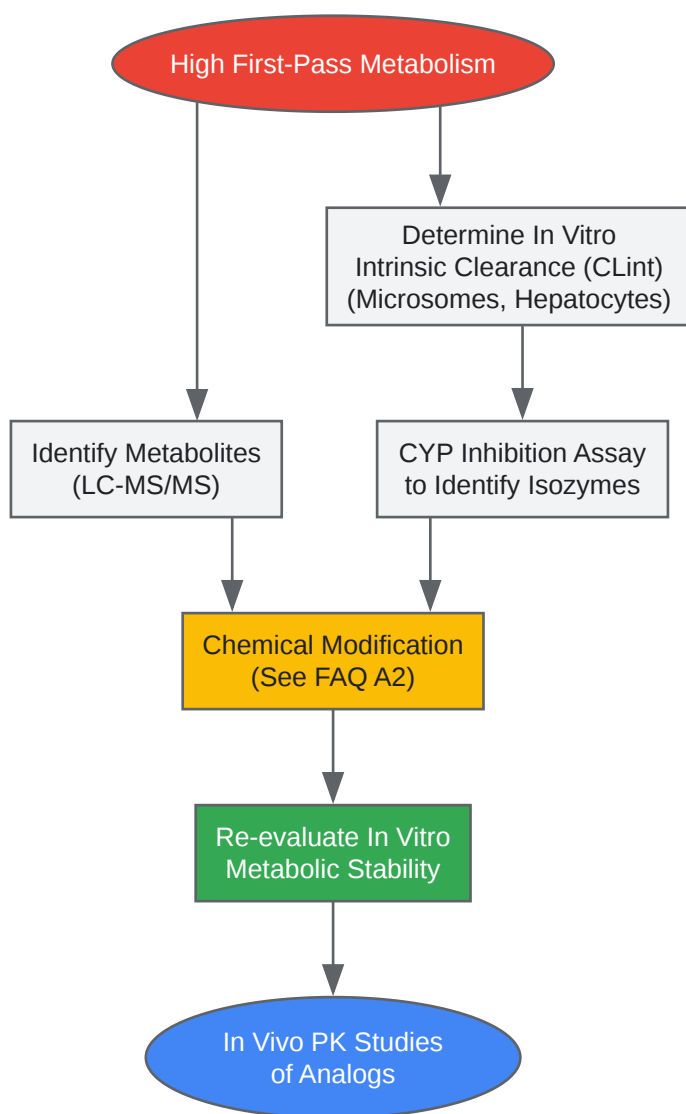 High First-Pass Metabolism
Determine In Vitro
Intrinsic Clearance (CLint)
(Microsomes, Hepatocytes)
Identify Metabolites
(LC-MS/MS)
CYP Inhibition Assay
to Identify Isozymes
Chemical Modification
(See FAQ A2)
Re-evaluate In Vitro
Metabolic Stability
In Vivo PK Studies
of Analogs